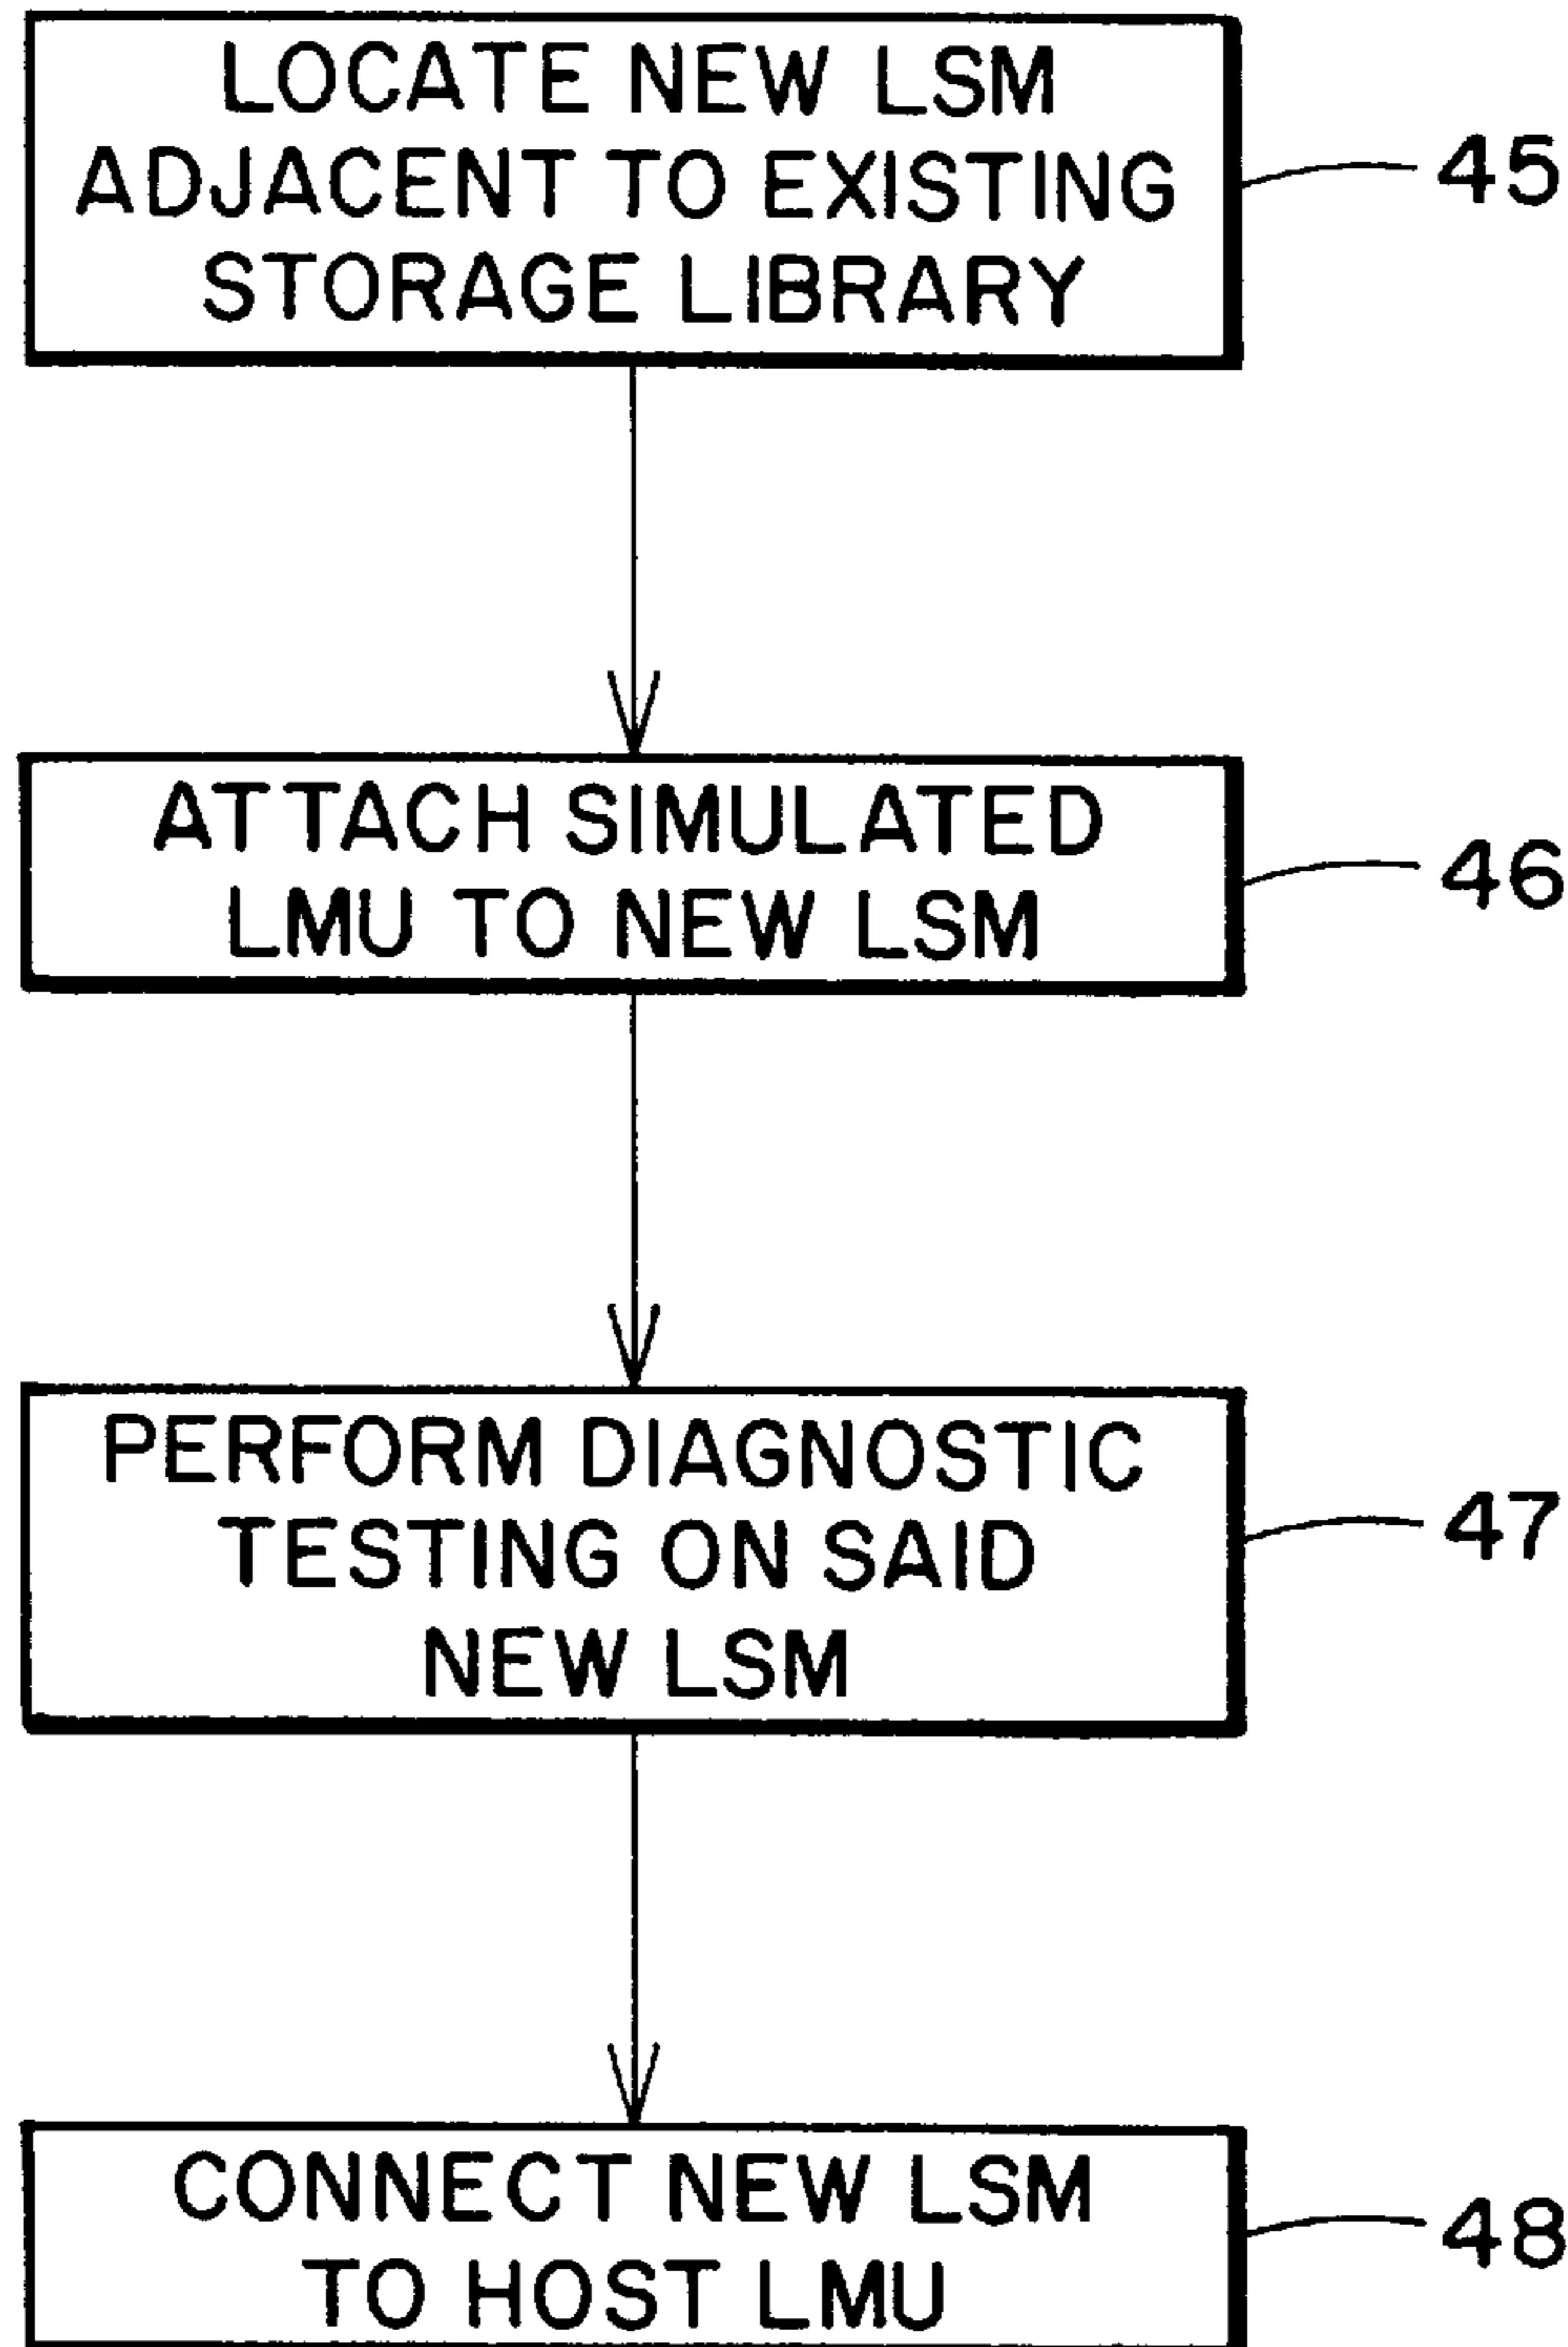 LOCATE NEW LSM
ADJACENT TO EXISTING
STORAGE LIBRARY
45
ATTACH SIMULATED
LMU TO NEW LSM
46
PERFORM DIAGNOSTIC
TESTING ON SAID
NEW LSM
47
CONNECT NEW LSM
TO HOST LMU
48